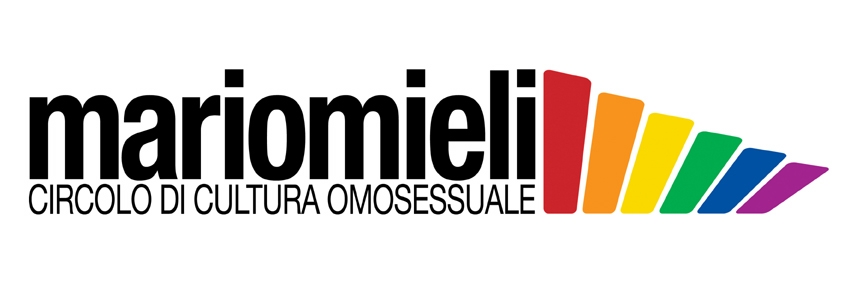 mariomieli
CIRCOLO DI CULTURA OMOSESSUALE